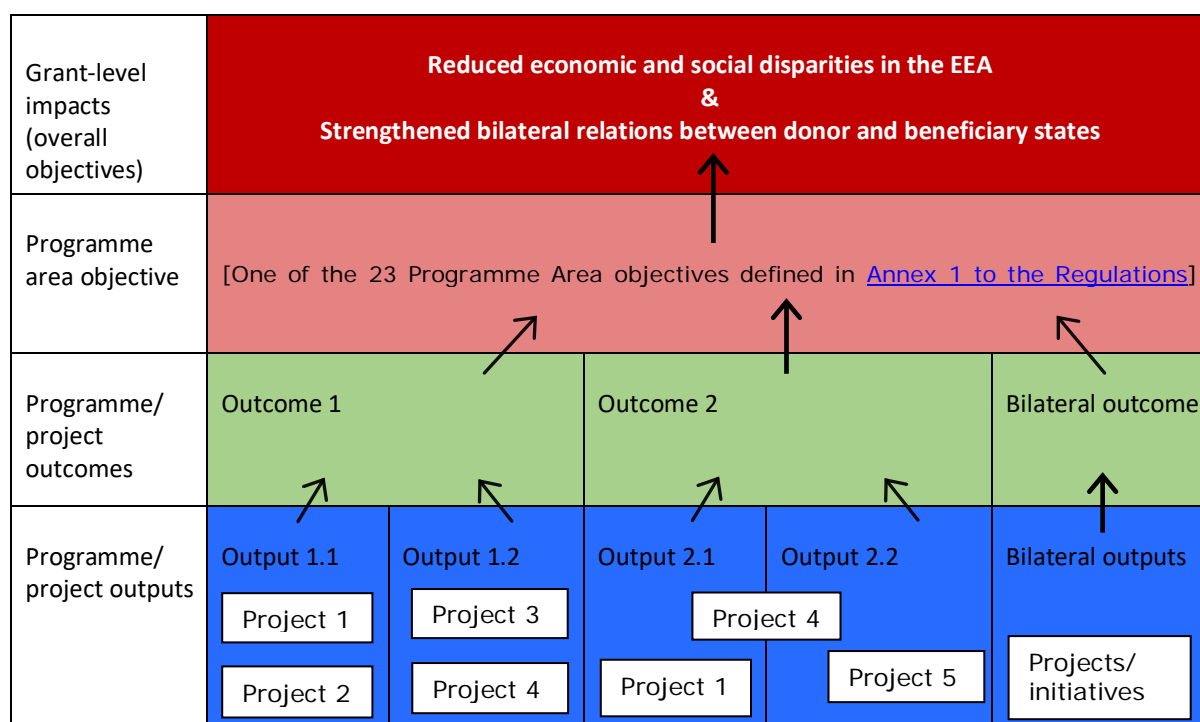 Grant-level
impacts
(overall
objectives)
Reduced economic and social disparities in the EEA
&
Strengthened bilateral relations between donor and beneficiary states
Programme
area objective
[One of the 23 Programme Area objectives defined in Annex 1 to the Regulations]
Programme/
project
outcomes
Outcome 1
Outcome 2
Bilateral outcome
Programme/
project outputs
Output 1.1
Output 1.2
Output 2.1
Output 2.2
Bilateral outputs
Project 1
Project 2
Project 3
Project 4
Project 4
Project 1
Project 5
Projects/
initiatives